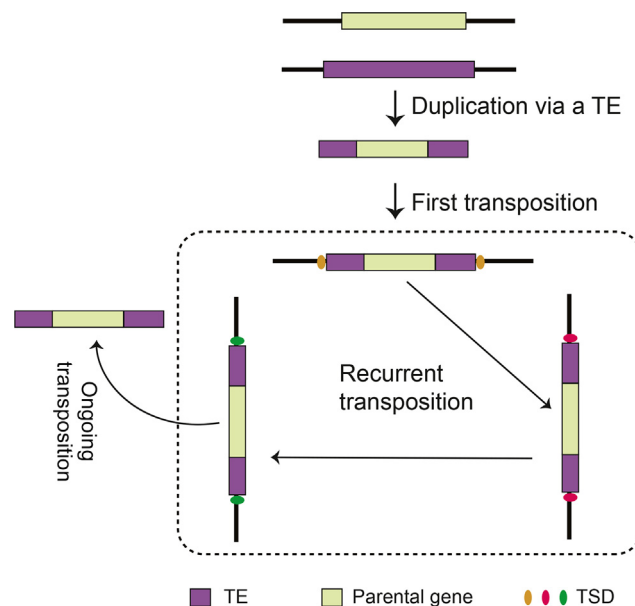 Duplication via a TE
First transposition
Recurrent
transposition
Ongoing
transposition
TE
Parental gene
TSD